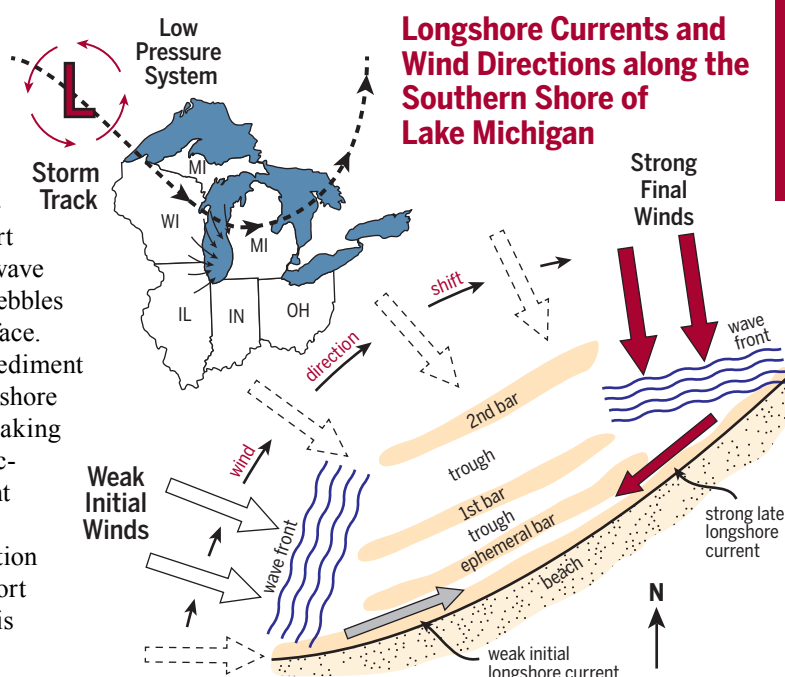 Longshore Currents and
Wind Directions along the
Southern Shore of
Lake Michigan
Low
Pressure
System
L
Storm
Track
MI
WI
MI
IL
IN
OH
Strong
Final
Winds
wave
front
shift
direction
wind
2nd bar
trough
1st bar
trough
ephemeral bar
beach
Weak
Initial
Winds
wave front
strong late
longshore
current
N
weak initial
longshore current
rt
wave
ebbles
face.
ediment
shore
aking
c-
nt
tion
ort
is